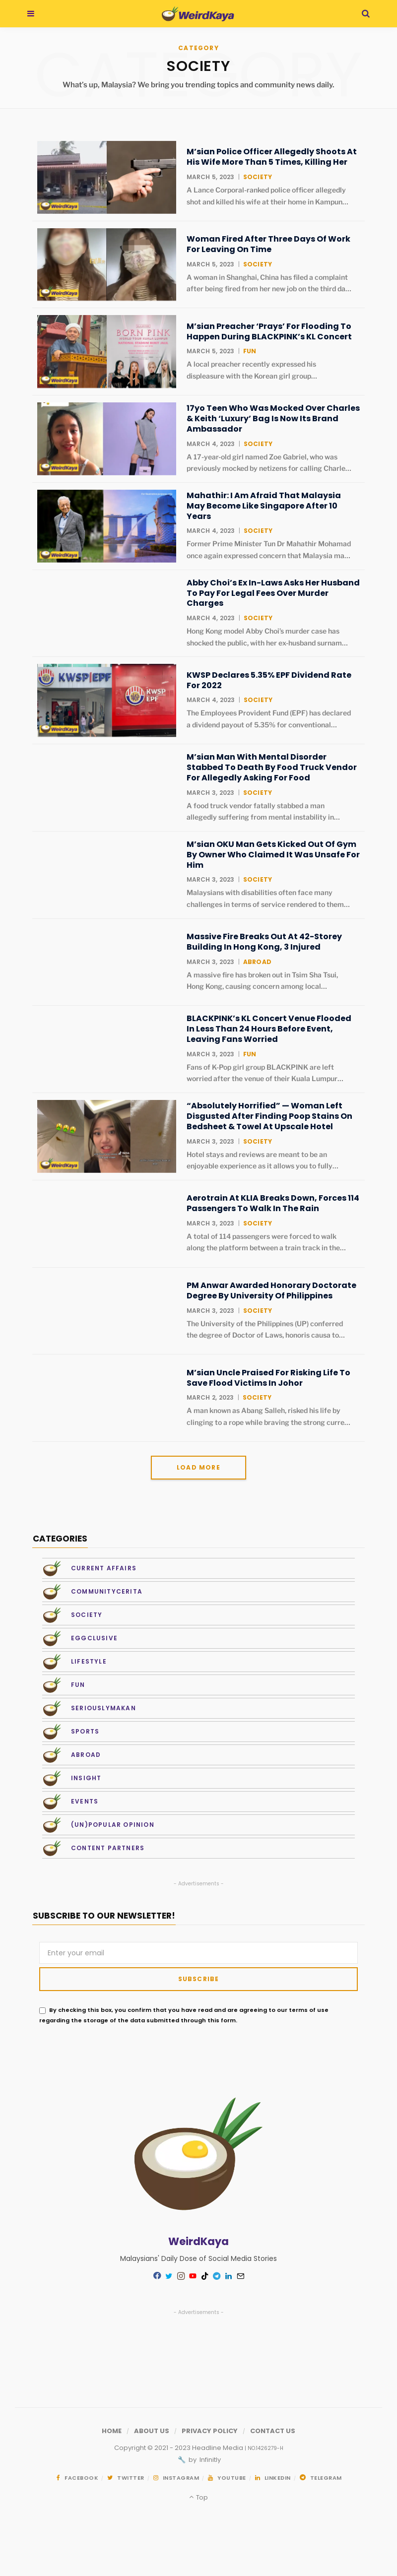 WeirdKaya
CATEGORY
SOCIETY
What's up, Malaysia? We bring you trending topics and community news daily.
M'sian Police Officer Allegedly Shoots At
His Wife More Than 5 Times, Killing Her
MARCH 5, 2023 | SOCIETY
A Lance Corporal-ranked police officer allegedly
shot and killed his wife at their home in Kampun…
WeirdKaya
Woman Fired After Three Days Of Work
For Leaving On Time
MARCH 5, 2023 | SOCIETY
A woman in Shanghai, China has filed a complaint
after being fired from her new job on the third da…
WeirdKaya
M'sian Preacher 'Prays' For Flooding To
Happen During BLACKPINK's KL Concert
MARCH 5, 2023 | FUN
A local preacher recently expressed his
displeasure with the Korean girl group…
BORN PINK
WeirdKaya
17yo Teen Who Was Mocked Over Charles
& Keith 'Luxury' Bag Is Now Its Brand
Ambassador
MARCH 4, 2023 | SOCIETY
A 17-year-old girl named Zoe Gabriel, who was
previously mocked by netizens for calling Charle…
WeirdKaya
Mahathir: I Am Afraid That Malaysia
May Become Like Singapore After 10
Years
MARCH 4, 2023 | SOCIETY
Former Prime Minister Tun Dr Mahathir Mohamad
once again expressed concern that Malaysia ma…
WeirdKaya
Abby Choi's Ex In-Laws Asks Her Husband
To Pay For Legal Fees Over Murder
Charges
MARCH 4, 2023 | SOCIETY
Hong Kong model Abby Choi's murder case has
shocked the public, with her ex-husband surnam…
KWSP Declares 5.35% EPF Dividend Rate
For 2022
MARCH 4, 2023 | SOCIETY
The Employees Provident Fund (EPF) has declared
a dividend payout of 5.35% for conventional…
KWSP EPF
KWSP
EPF
WeirdKaya
M'sian Man With Mental Disorder
Stabbed To Death By Food Truck Vendor
For Allegedly Asking For Food
MARCH 3, 2023 | SOCIETY
A food truck vendor fatally stabbed a man
allegedly suffering from mental instability in…
M'sian OKU Man Gets Kicked Out Of Gym
By Owner Who Claimed It Was Unsafe For
Him
MARCH 3, 2023 | SOCIETY
Malaysians with disabilities often face many
challenges in terms of service rendered to them…
Massive Fire Breaks Out At 42-Storey
Building In Hong Kong, 3 Injured
MARCH 3, 2023 | ABROAD
A massive fire has broken out in Tsim Sha Tsui,
Hong Kong, causing concern among local…
BLACKPINK's KL Concert Venue Flooded
In Less Than 24 Hours Before Event,
Leaving Fans Worried
MARCH 3, 2023 | FUN
Fans of K-Pop girl group BLACKPINK are left
worried after the venue of their Kuala Lumpur…
"Absolutely Horrified" — Woman Left
Disgusted After Finding Poop Stains On
Bedsheet & Towel At Upscale Hotel
MARCH 3, 2023 | SOCIETY
Hotel stays and reviews are meant to be an
enjoyable experience as it allows you to fully…
WeirdKaya
Aerotrain At KLIA Breaks Down, Forces 114
Passengers To Walk In The Rain
MARCH 3, 2023 | SOCIETY
A total of 114 passengers were forced to walk
along the platform between a train track in the…
PM Anwar Awarded Honorary Doctorate
Degree By University Of Philippines
MARCH 3, 2023 | SOCIETY
The University of the Philippines (UP) conferred
the degree of Doctor of Laws, honoris causa to…
M'sian Uncle Praised For Risking Life To
Save Flood Victims In Johor
MARCH 2, 2023 | SOCIETY
A man known as Abang Salleh, risked his life by
clinging to a rope while braving the strong curre…
LOAD MORE
CATEGORIES
CURRENT AFFAIRS
COMMUNITYCERITA
SOCIETY
EGGCLUSIVE
LIFESTYLE
FUN
SERIOUSLYMAKAN
SPORTS
ABROAD
INSIGHT
EVENTS
(UN)POPULAR OPINION
CONTENT PARTNERS
- Advertisements -
SUBSCRIBE TO OUR NEWSLETTER!
Enter your email
SUBSCRIBE
By checking this box, you confirm that you have read and are agreeing to our terms of use
regarding the storage of the data submitted through this form.
WeirdKaya
Malaysians' Daily Dose of Social Media Stories
- Advertisements -
HOME / ABOUT US / PRIVACY POLICY / CONTACT US
Copyright © 2021 - 2023 Headline Media | NO.1426279-H
by Infinitly
FACEBOOK TWITTER INSTAGRAM YOUTUBE LINKEDIN TELEGRAM
Top